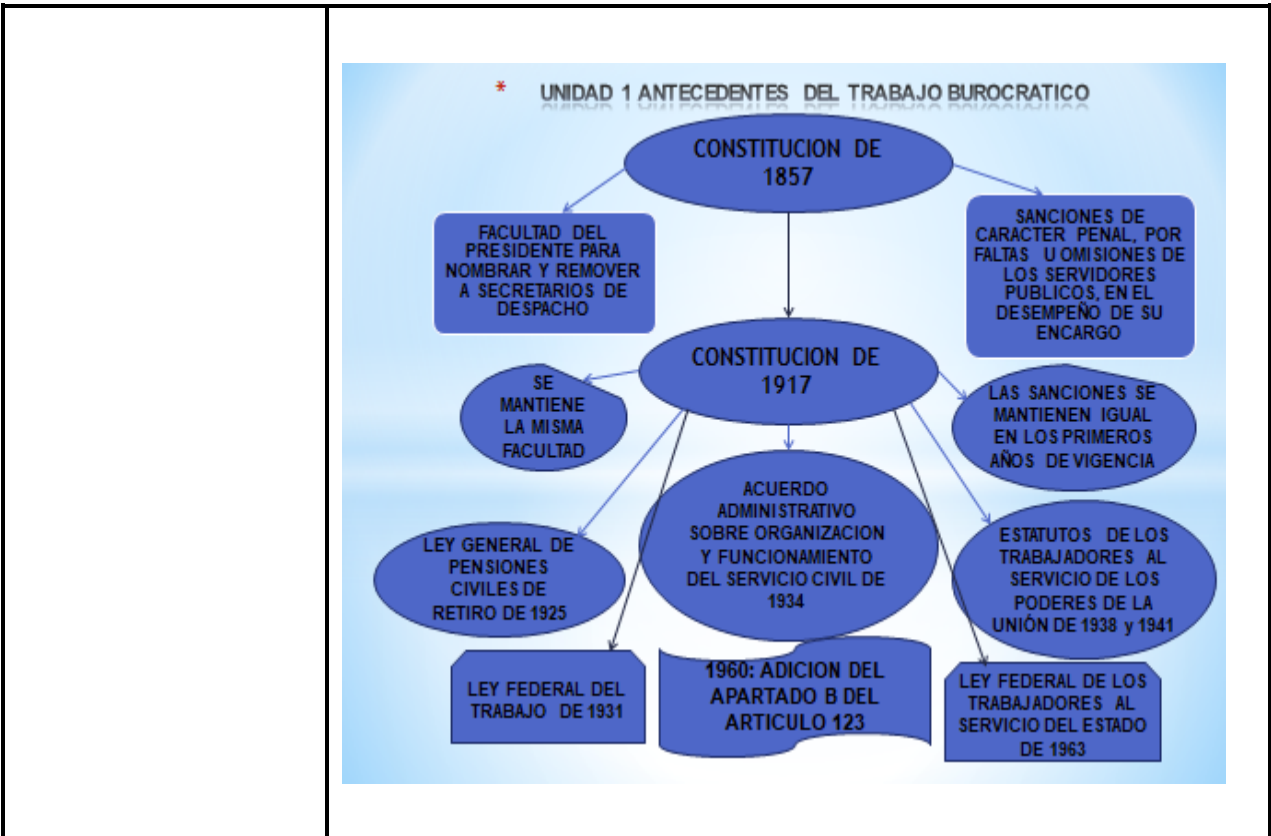 * UNIDAD 1 ANTECEDENTES DEL TRABAJO BUROCRATICO
CONSTITUCION DE
1857
FACULTAD DEL
PRESIDENTE PARA
NOMBRAR Y REMOVER
A SECRETARIOS DE
DESPACHO
SANCIONES DE
CARACTER PENAL, POR
FALTAS U OMISIONES DE
LOS SERVIDORES
PUBLICOS, EN EL
DESEMPEÑO DE SU
ENCARGO
CONSTITUCION DE
1917
SE
MANTIENE
LA MISMA
FACULTAD
LAS SANCIONES SE
MANTIENEN IGUAL
EN LOS PRIMEROS
AÑOS DE VIGENCIA
LEY GENERAL DE
PENSIONES
CIVILES DE
RETIRO DE 1925
ACUERDO
ADMINISTRATIVO
SOBRE ORGANIZACION
Y FUNCIONAMIENTO
DEL SERVICIO CIVIL DE
1934
ESTATUTOS DE LOS
TRABAJADORES AL
SERVICIO DE LOS
PODERES DE LA
UNIÓN DE 1938 y 1941
LEY FEDERAL DEL
TRABAJO DE 1931
1960: ADICION DEL
APARTADO B DEL
ARTICULO 123
LEY FEDERAL DE LOS
TRABAJADORES AL
SERVICIO DEL ESTADO
DE 1963